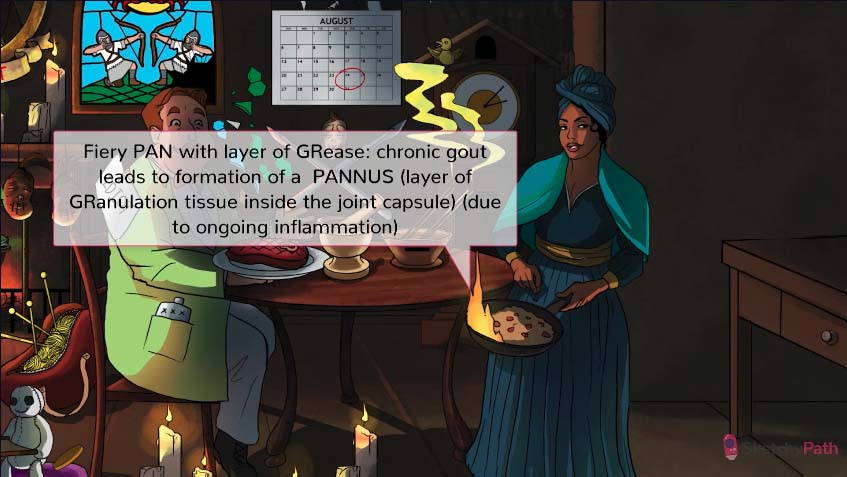 AUGUST
Fiery PAN with layer of GRease: chronic gout
leads to formation of a PANNUS (layer of
GRanulation tissue inside the joint capsule) (due
to ongoing inflammation)
XXX
SketchyPath